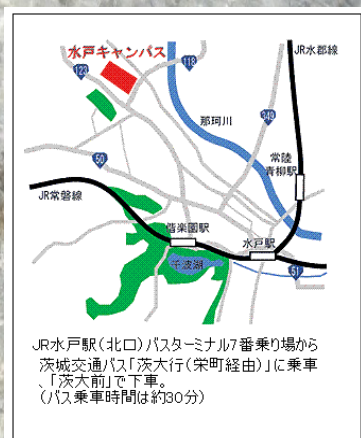 水戸キャンパス
JR水郡線
123
118
那珂川
349
常陸
青柳駅
50
JR常磐線
偕楽園駅
水戸駅
千波湖
51
JR水戸駅(北口)バスターミナル7番乗り場から
茨城交通バス「茨大行(栄町経由)」に乗車
、「茨大前」で下車。
(バス乗車時間は約30分)